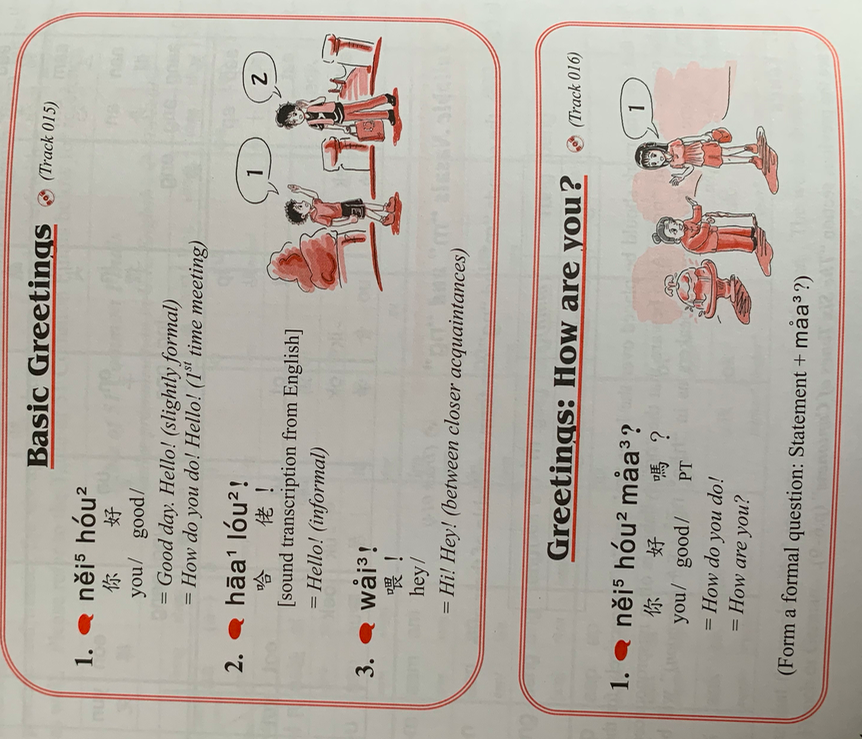 Basic Greetings (Track 015)
1. něi⁵ hóu²
你 好
you/ good/
= Good day. Hello! (slightly formal)
= How do you do! Hello! (1st time meeting)
2. hāa¹ lóu²!
哈 佬 !
[sound transcription from English]
= Hello! (informal)
3. wåi³!
喂 !
hey/
= Hi! Hey! (between closer acquaintances)
1
2
Greetings: How are you? (Track 016)
1. něi⁵ hóu² måa³?
你 好 嗎 ?
you/ good/ PT
= How do you do!
= How are you?
(Form a formal question: Statement + måa³?)
1